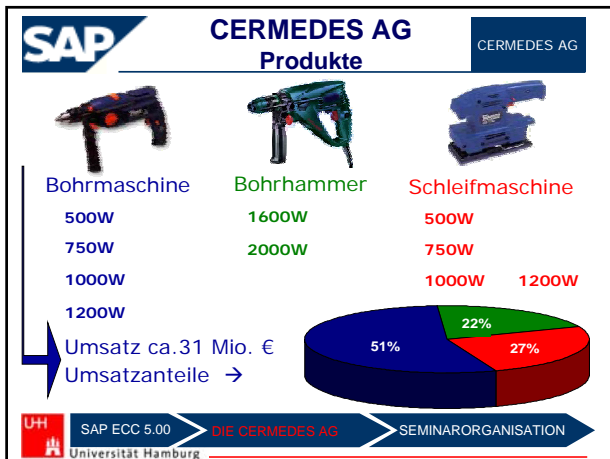 SAP
CERMEDES AG
Produkte
CERMEDES AG
Bohrmaschine
500W
750W
1000W
1200W
Bohrhammer
1600W
2000W
Schleifmaschine
500W
750W
1000W 1200W
Umsatz ca.31 Mio. €
Umsatzanteile →
51%
22%
27%
UH
SAP ECC 5.00
DIE CERMEDES AG
SEMINARORGANISATION
Universität Hamburg